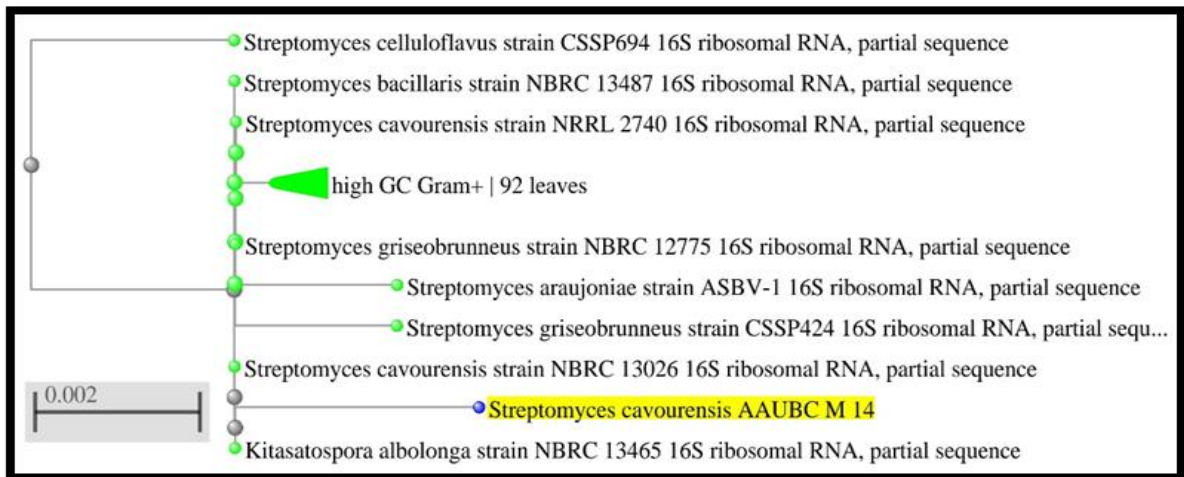 Streptomyces celluloflavus strain CSSP694 16S ribosomal RNA, partial sequence
Streptomyces bacillaris strain NBRC 13487 16S ribosomal RNA, partial sequence
Streptomyces cavourensis strain NRRL 2740 16S ribosomal RNA, partial sequence
high GC Gram+ | 92 leaves
Streptomyces griseobrunneus strain NBRC 12775 16S ribosomal RNA, partial sequence
Streptomyces araujoniae strain ASBV-1 16S ribosomal RNA, partial sequence
Streptomyces griseobrunneus strain CSSP424 16S ribosomal RNA, partial sequ...
Streptomyces cavourensis strain NBRC 13026 16S ribosomal RNA, partial sequence
0.002
Streptomyces cavourensis AAUBC M 14
Kitasatospora albolonga strain NBRC 13465 16S ribosomal RNA, partial sequence